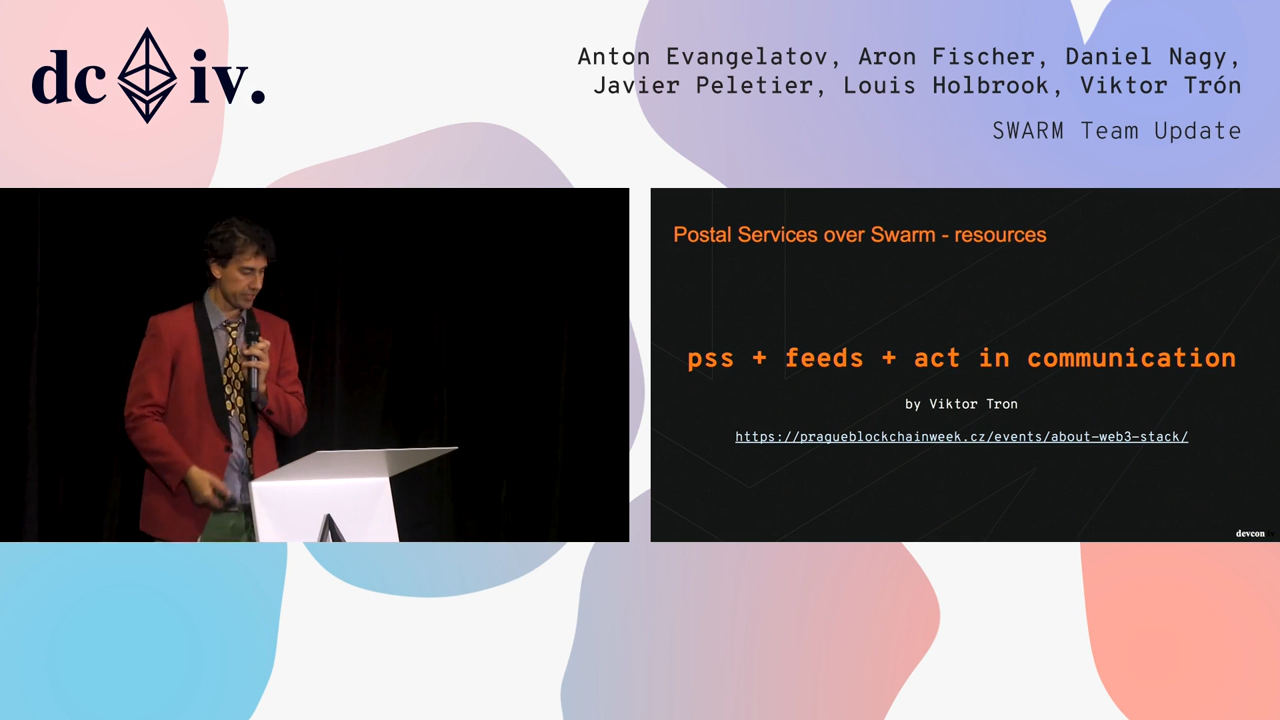 dc iv.
Anton Evangelatov, Aron Fischer, Daniel Nagy,
Javier Peletier, Louis Holbrook, Viktor Trón
SWARM Team Update
Postal Services over Swarm - resources
pss + feeds + act in communication
by Viktor Tron
https://pragueblockchainweek.cz/events/about-web3-stack/
devcon